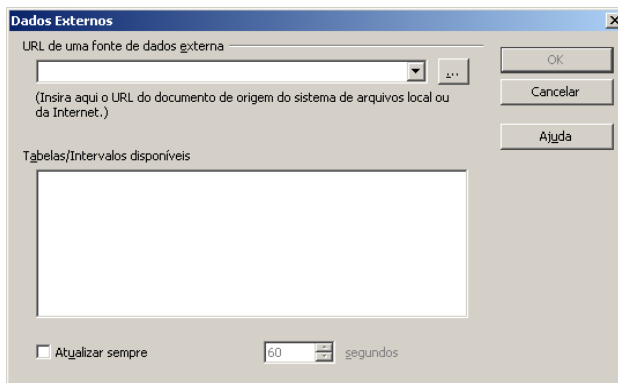 Dados Externos
URL de uma fonte de dados externa
...
OK
(Insira aqui o URL do documento de origem do sistema de arquivos local ou
da Internet.)
Cancelar
Ajuda
Tabelas/Intervalos disponíveis
Atualizar sempre
60
segundos